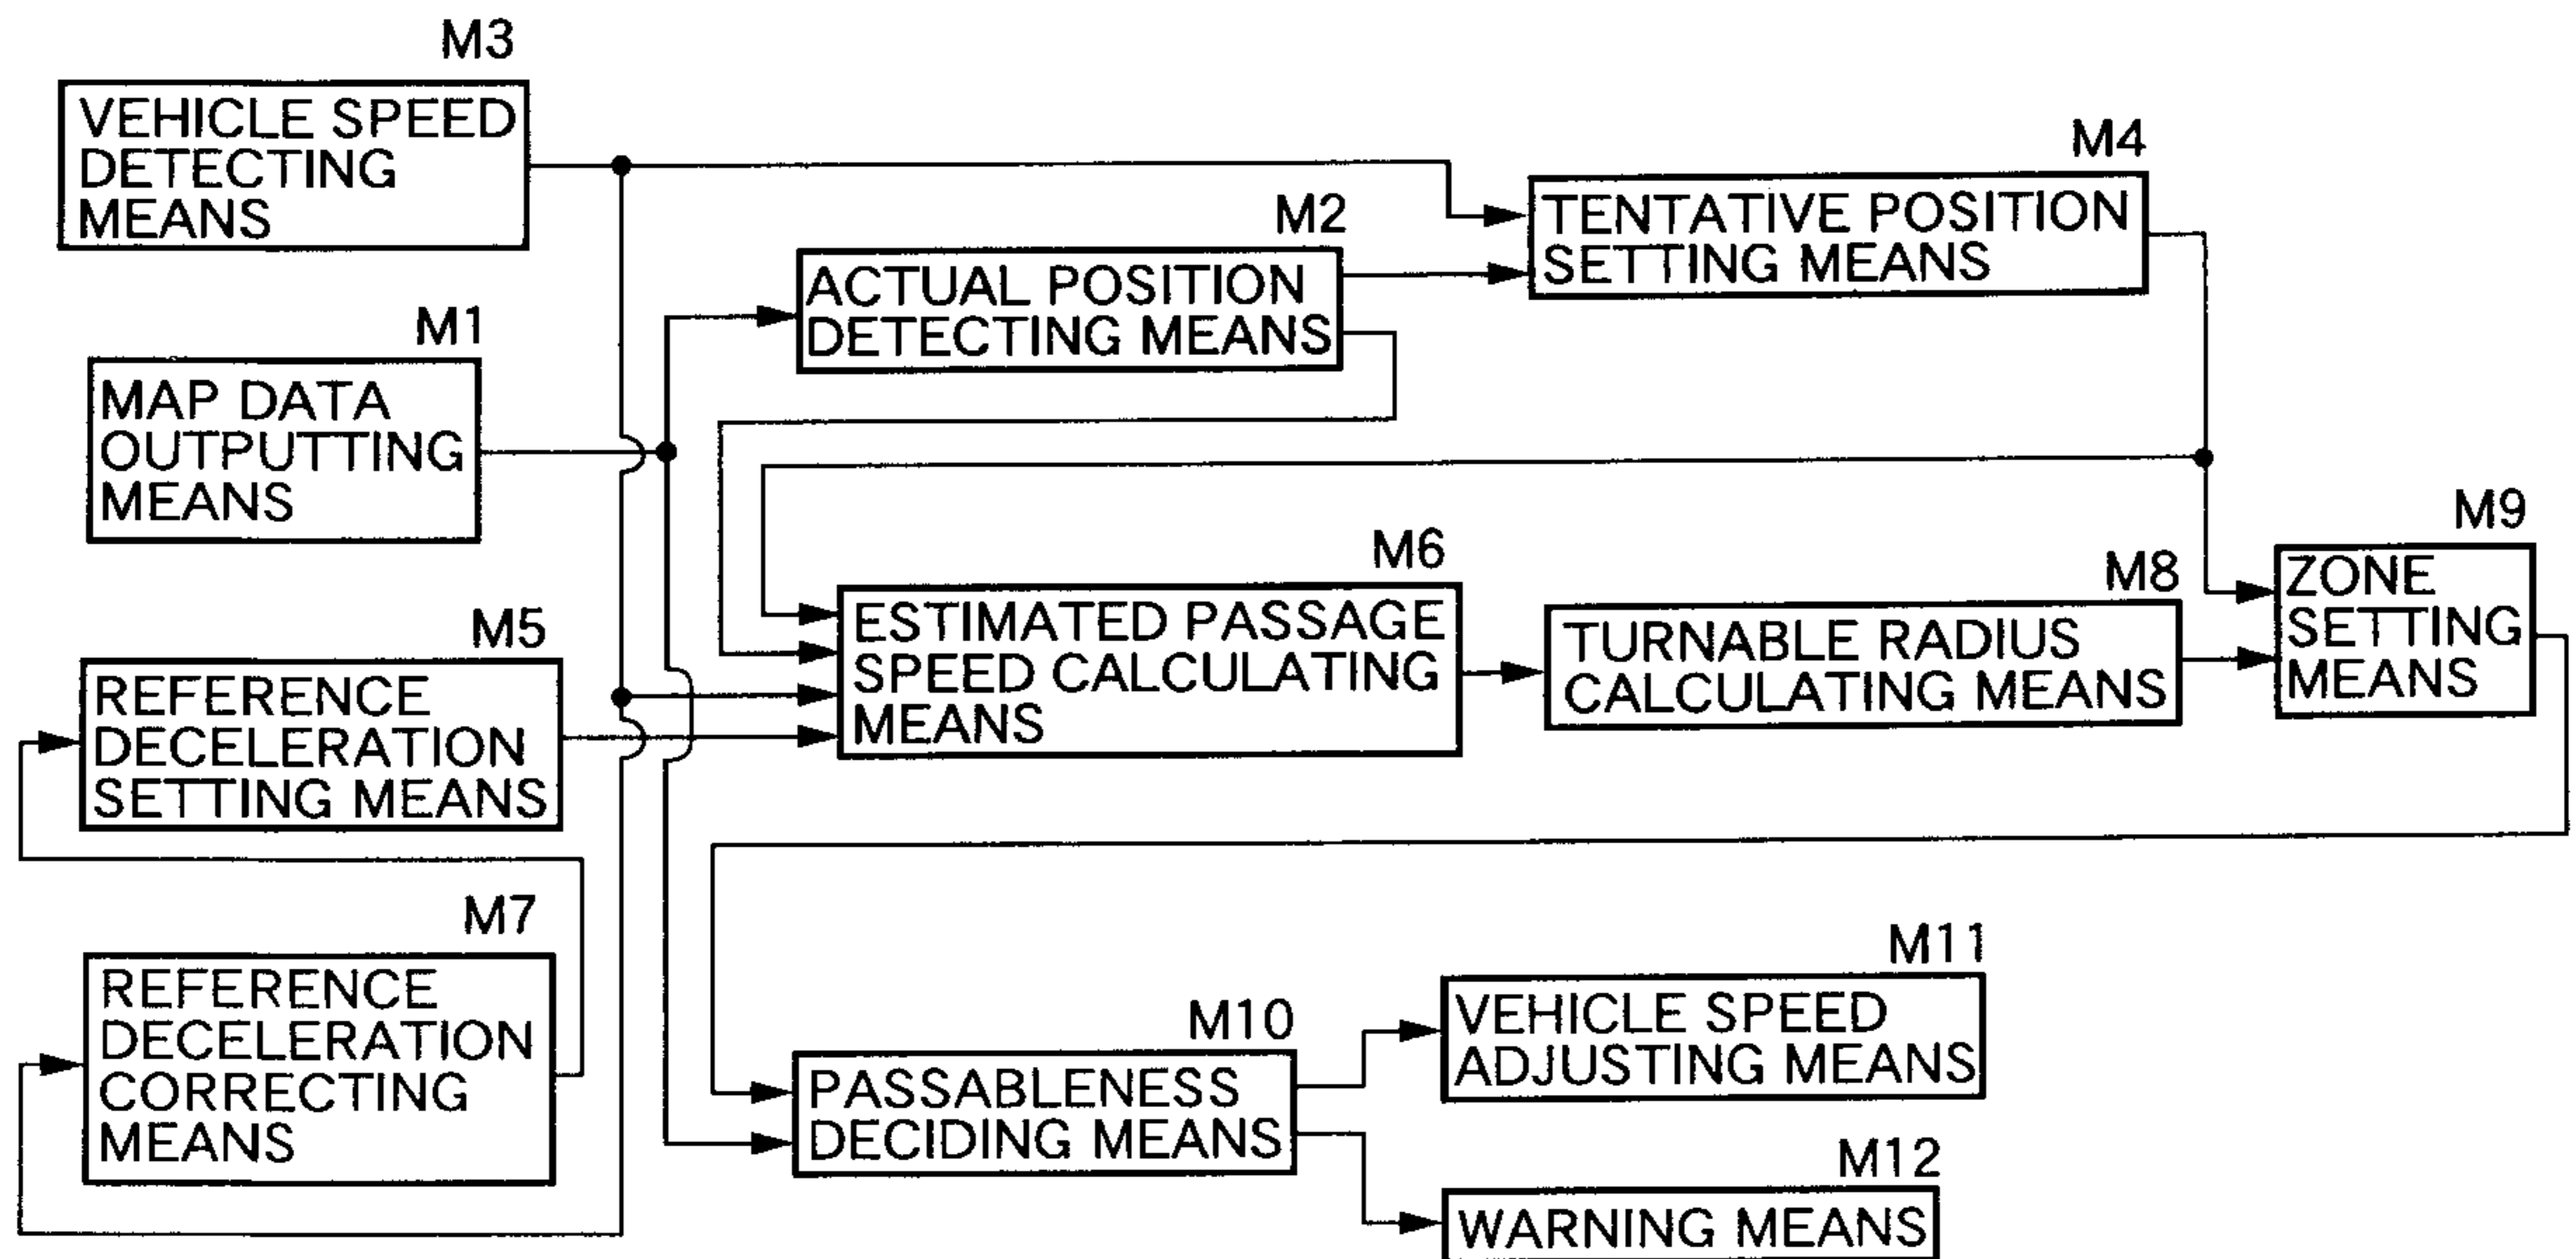 M3
VEHICLE SPEED
DETECTING
MEANS
M4
TENTATIVE POSITION
SETTING MEANS
M2
ACTUAL POSITION
DETECTING MEANS
M1
MAP DATA
OUTPUTTING
MEANS
M9
ZONE
SETTING
MEANS
M6
ESTIMATED PASSAGE
SPEED CALCULATING
MEANS
M8
TURNABLE RADIUS
CALCULATING MEANS
M5
REFERENCE
DECELERATION
SETTING MEANS
M7
REFERENCE
DECELERATION
CORRECTING
MEANS
M10
PASSABLENESS
DECIDING MEANS
M11
VEHICLE SPEED
ADJUSTING MEANS
M12
WARNING MEANS